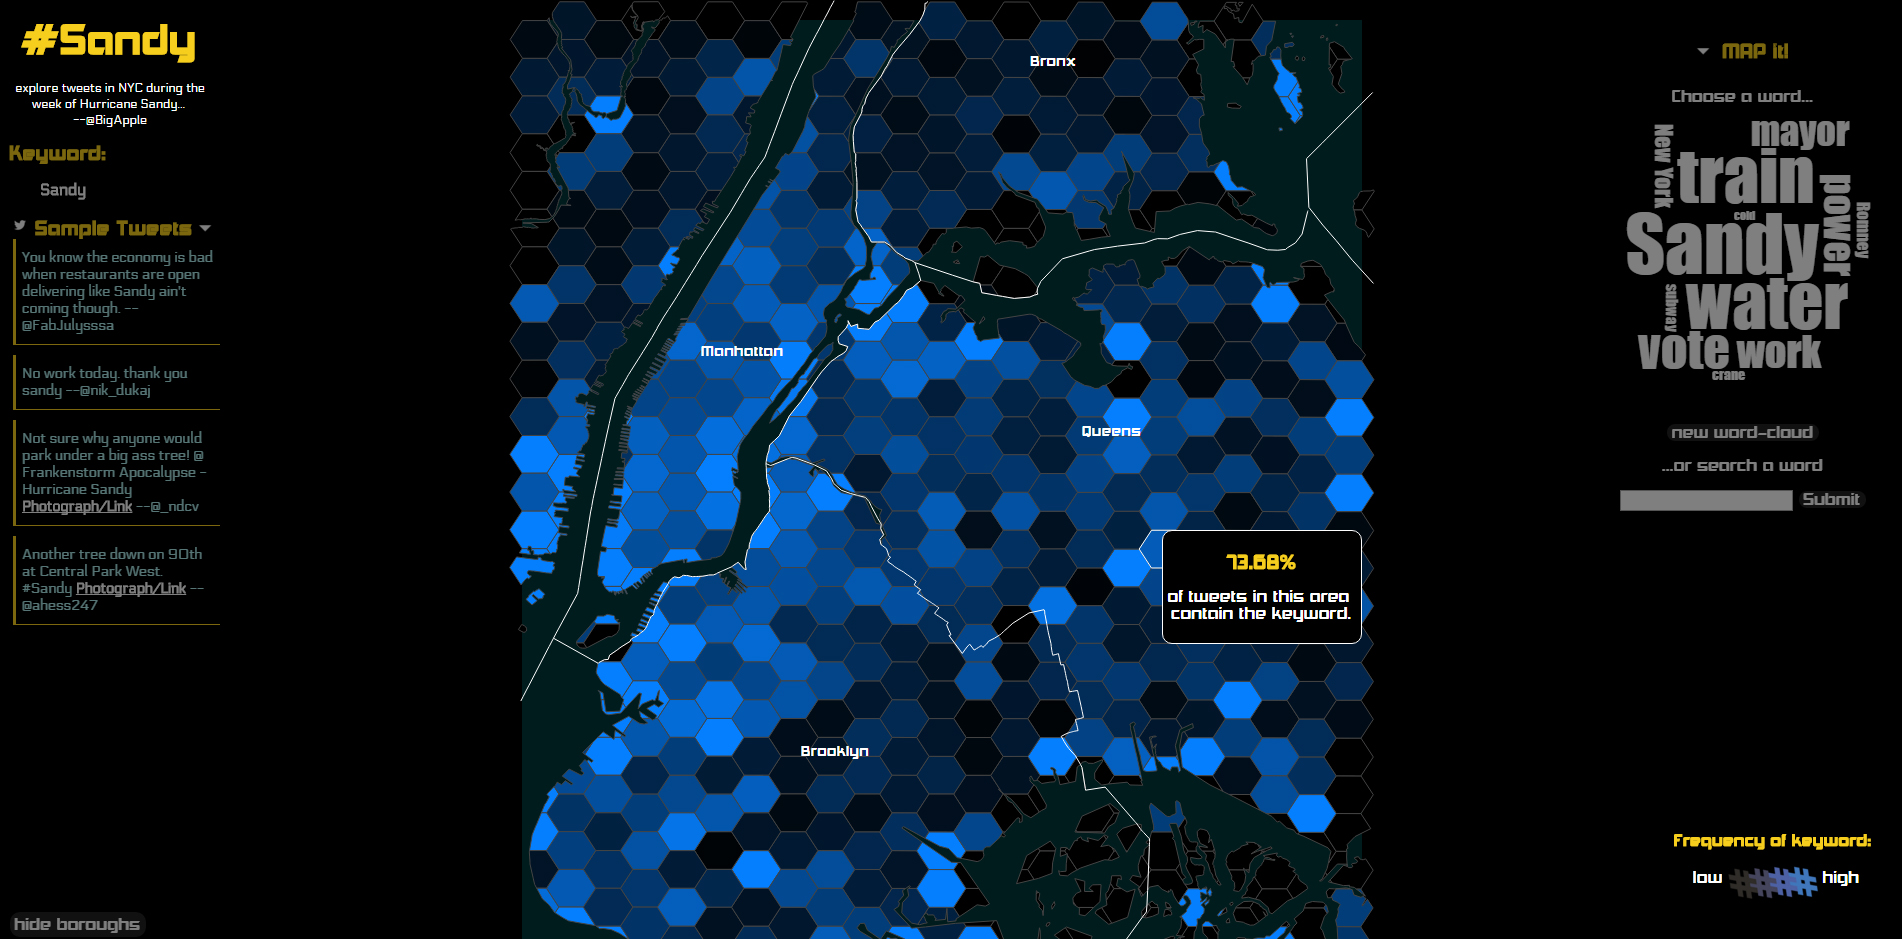 #Sandy
explore tweets in NYC during the
week of Hurricane Sandy...
--@BigApple
Keyword:
Sandy
Sample Tweets
You know the economy is bad
when restaurants are open
delivering like Sandy ain't
coming though. --
@FabJulysssa
No work today, thank you
sandy --@nik_dukaj
Not sure why anyone would
park under a big ass tree! @
Frankenstorm Apocalypse -
Hurricane Sandy
Photograph/Link --@_ndcv
Another tree down on 90th
at Central Park West.
#Sandy Photograph/Link --
@ahess247
hide boroughs
Bronx
Manhattan
Queens
Brooklyn
73.68%
of tweets in this area
contain the keyword.
MAP it!
Choose a word...
New York
mayor
train
power
Romney
cold
Sandy
subway
water
vote
work
crane
new word-cloud
...or search a word
Submit
Frequency of keyword:
low ##### high